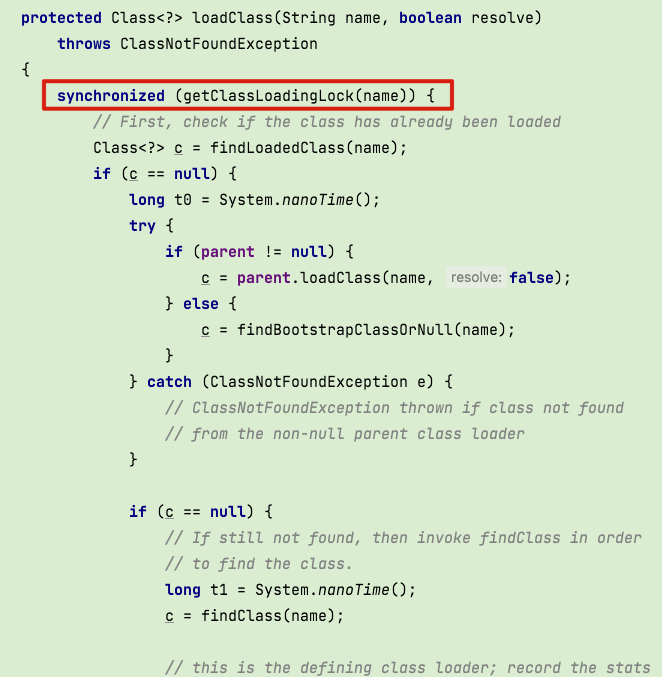 protected Class<?> loadClass(String name, boolean resolve)
throws ClassNotFoundException
{
synchronized (getClassLoadingLock(name)) {
// First, check if the class has already been loaded
Class<?> c = findLoadedClass(name);
if (c == null) {
long t0 = System.nanoTime();
try {
if (parent != null) {
c = parent.loadClass(name, resolve: false);
} else {
c = findBootstrapClassOrNull(name);
}
} catch (ClassNotFoundException e) {
// ClassNotFoundException thrown if class not found
// from the non-null parent class loader
}
if (c == null) {
// If still not found, then invoke findClass in order
// to find the class.
long t1 = System.nanoTime();
c = findClass(name);
// this is the defining class loader; record the stats